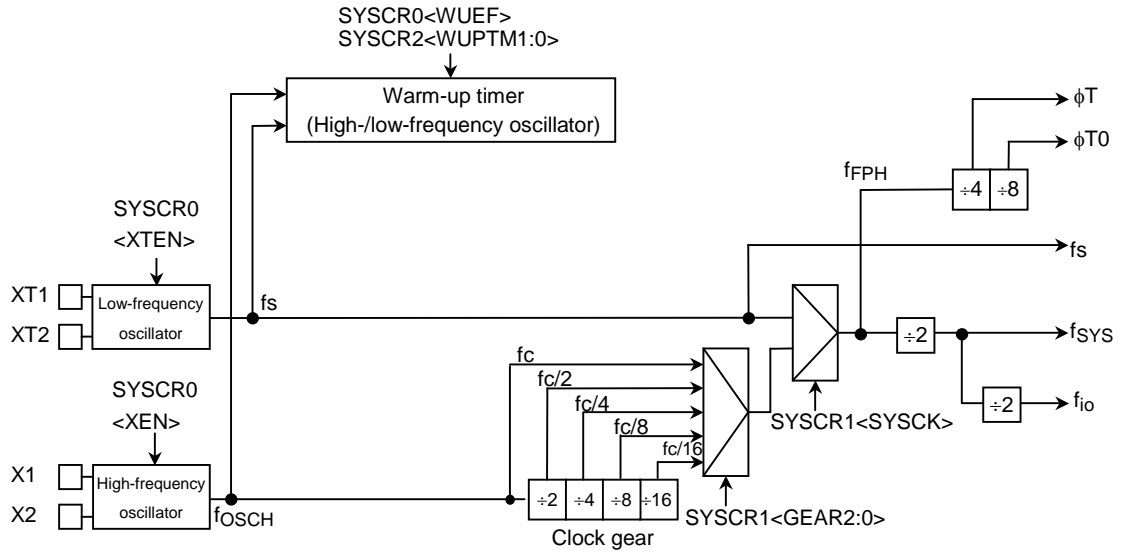 SYSCR0<WUEF>
SYSCR2<WUPTM1:0>
Warm-up timer
(High-/low-frequency oscillator)
ϕT
ϕT0
fFPH
÷4
÷8
SYSCR0
<XTEN>
fs
XT1
XT2
Low-frequency
oscillator
fs
÷2
fSYS
fc
fc/2
fc/4
fc/8
fc/16
÷2
fio
SYSCR1<SYSCK>
SYSCR0
<XEN>
X1
X2
High-frequency
oscillator
fOSCH
÷2
÷4
÷8
÷16
SYSCR1<GEAR2:0>
Clock gear